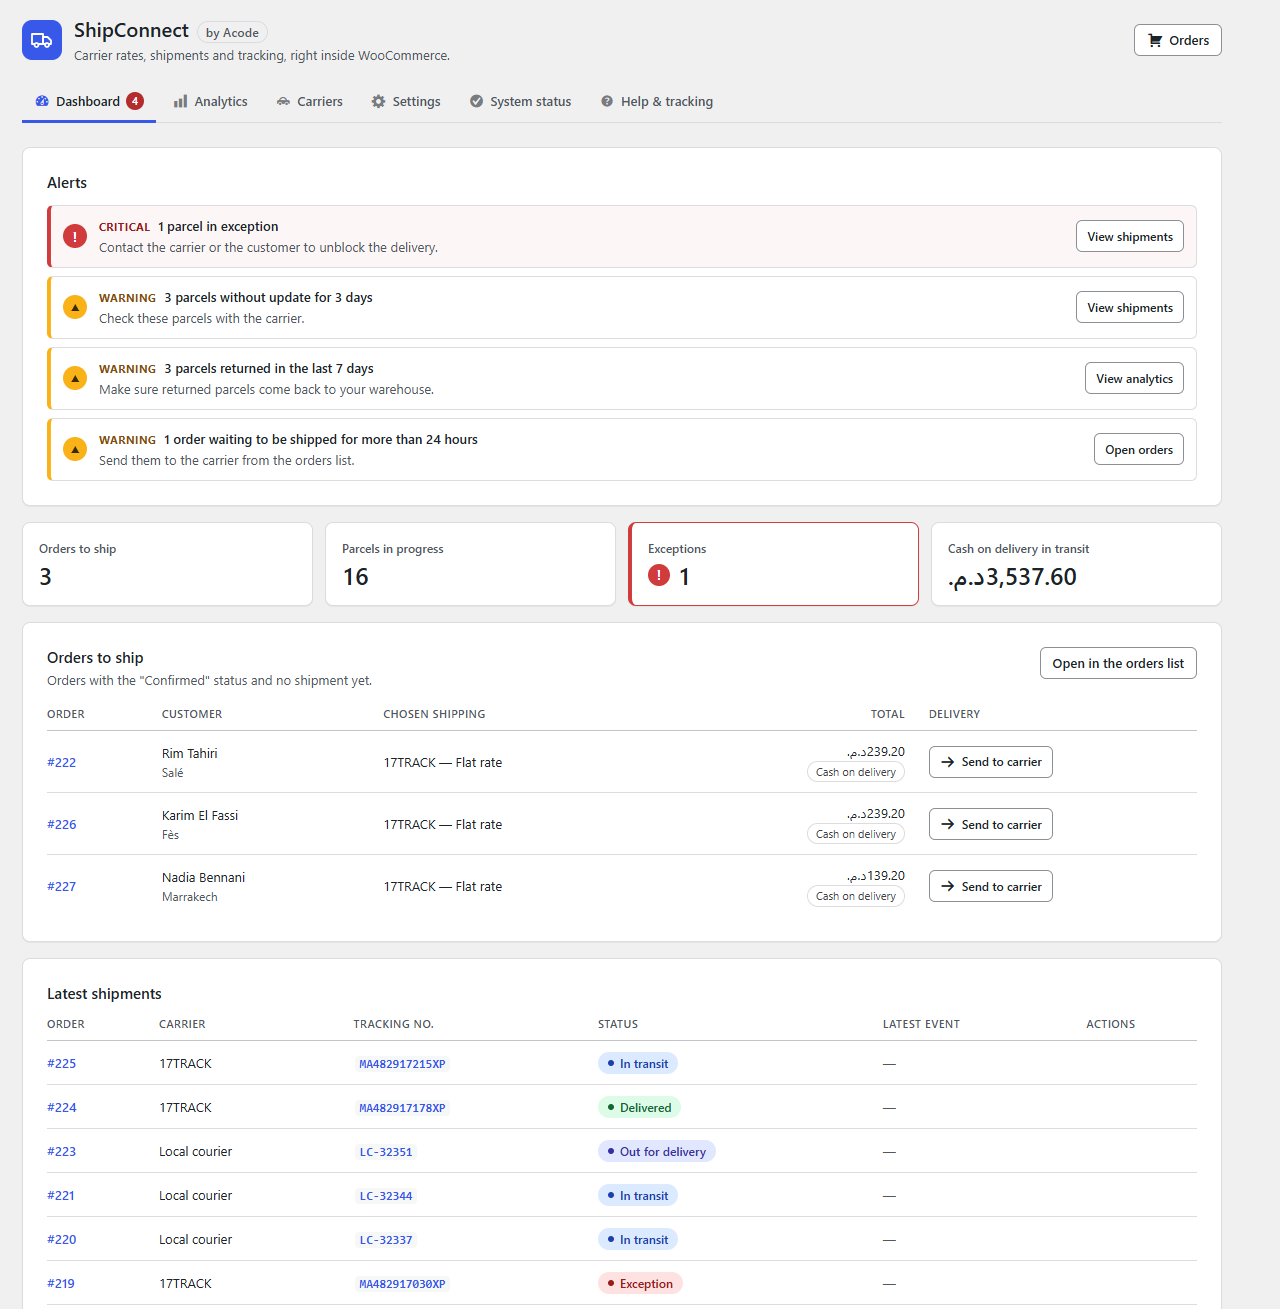 ShipConnect by Acode
Carrier rates, shipments and tracking, right inside WooCommerce.
Orders
Dashboard 4 Analytics Carriers Settings System status Help & tracking
Alerts
! CRITICAL 1 parcel in exception
Contact the carrier or the customer to unblock the delivery.
View shipments
WARNING 3 parcels without update for 3 days
Check these parcels with the carrier.
View shipments
WARNING 3 parcels returned in the last 7 days
Make sure returned parcels come back to your warehouse.
View analytics
WARNING 1 order waiting to be shipped for more than 24 hours
Send them to the carrier from the orders list.
Open orders
Orders to ship
3
Parcels in progress
16
Exceptions
! 1
Cash on delivery in transit
د.م.3,537.60
Orders to ship
Orders with the "Confirmed" status and no shipment yet.
Open in the orders list
ORDER CUSTOMER CHOSEN SHIPPING TOTAL DELIVERY
#222 Rim Tahiri 17TRACK — Flat rate د.م.239.20 Send to carrier
Salé Cash on delivery
#226 Karim El Fassi 17TRACK — Flat rate د.م.239.20 Send to carrier
Fès Cash on delivery
#227 Nadia Bennani 17TRACK — Flat rate د.م.139.20 Send to carrier
Marrakech Cash on delivery
Latest shipments
ORDER CARRIER TRACKING NO. STATUS LATEST EVENT ACTIONS
#225 17TRACK MA482917215XP In transit —
#224 17TRACK MA482917178XP Delivered —
#223 Local courier LC-32351 Out for delivery —
#221 Local courier LC-32344 In transit —
#220 Local courier LC-32337 In transit —
#219 17TRACK MA482917030XP Exception —